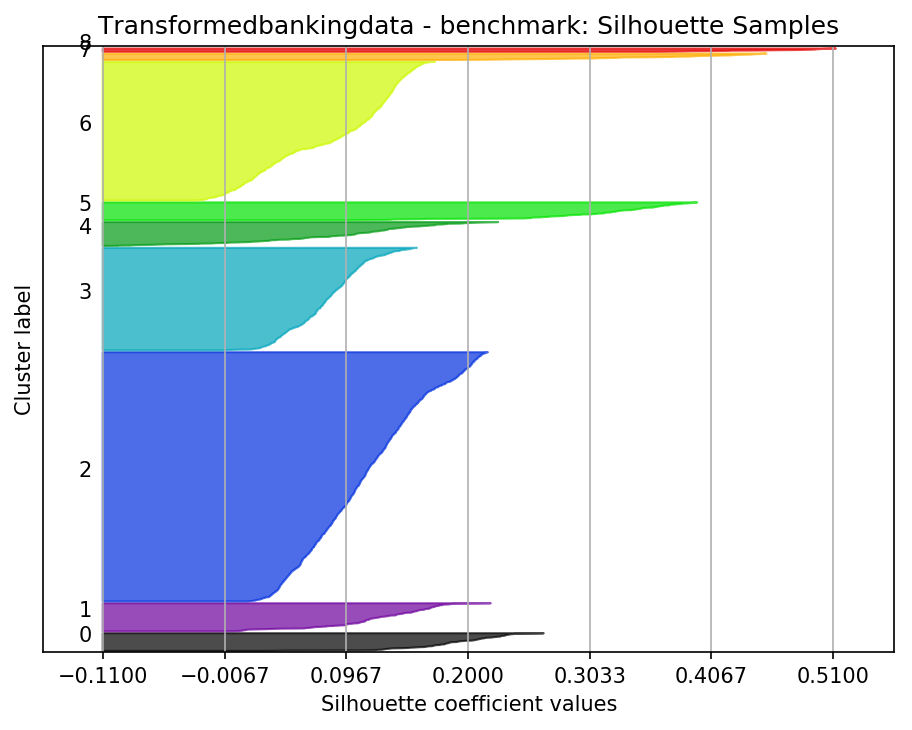 Transformedbankingdata - benchmark: Silhouette Samples
8
7
6
5
4
3
2
1
0
Cluster label
−0.1100 −0.0067 0.0967 0.2000 0.3033 0.4067 0.5100
Silhouette coefficient values